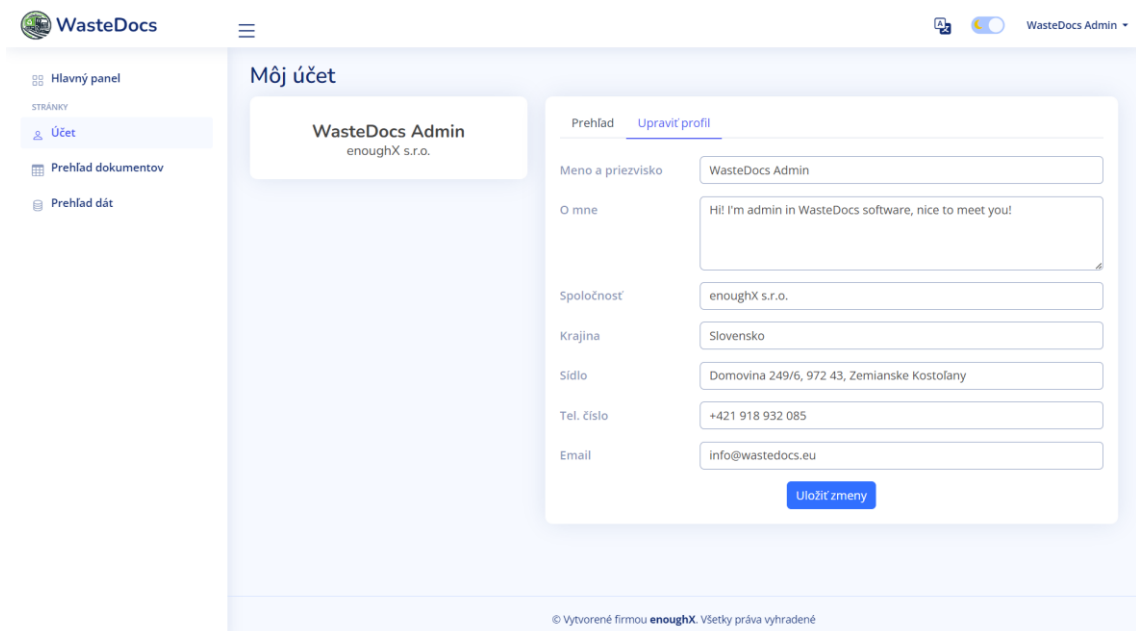 WasteDocs
WasteDocs Admin
Hlavný panel
STRÁNKY
Účet
Prehľad dokumentov
Prehľad dát
Môj účet
WasteDocs Admin
enoughX s.r.o.
Prehľad Upraviť profil
Meno a priezvisko WasteDocs Admin
O mne Hi! I'm admin in WasteDocs software, nice to meet you!
Spoločnosť enoughX s.r.o.
Krajina Slovensko
Sídlo Domovina 249/6, 972 43, Zemianske Kostoľany
Tel. číslo +421 918 932 085
Email info@wastedocs.eu
Uložiť zmeny
© Vytvorené firmou enoughX. Všetky práva vyhradené